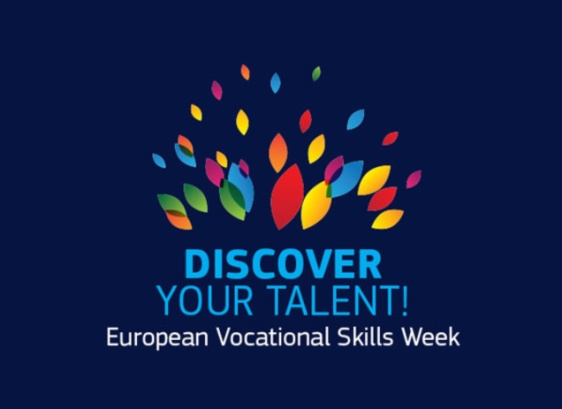 DISCOVER
YOUR TALENT!
European Vocational Skills Week